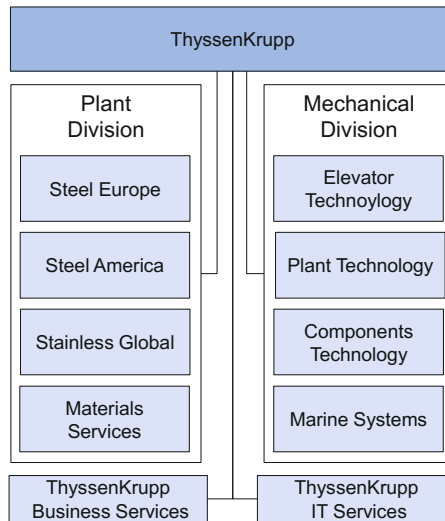 ThyssenKrupp
Plant
Division
Steel Europe
Steel America
Stainless Global
Materials
Services
Mechanical
Division
Elevator
Technoylogy
Plant Technology
Components
Technology
Marine Systems
ThyssenKrupp
Business Services
ThyssenKrupp
IT Services